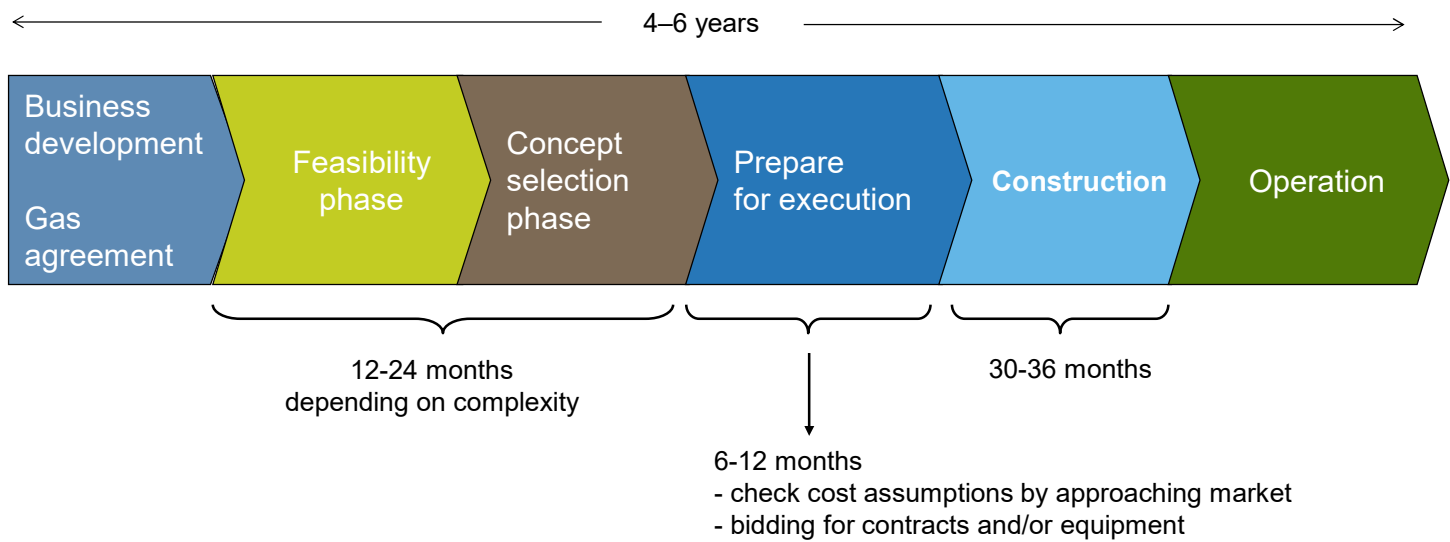 4–6 years
Business
development
Gas
agreement
Feasibility
phase
Concept
selection
phase
Prepare
for execution
Construction
Operation
12-24 months
depending on complexity
6-12 months
- check cost assumptions by approaching market
- bidding for contracts and/or equipment
30-36 months